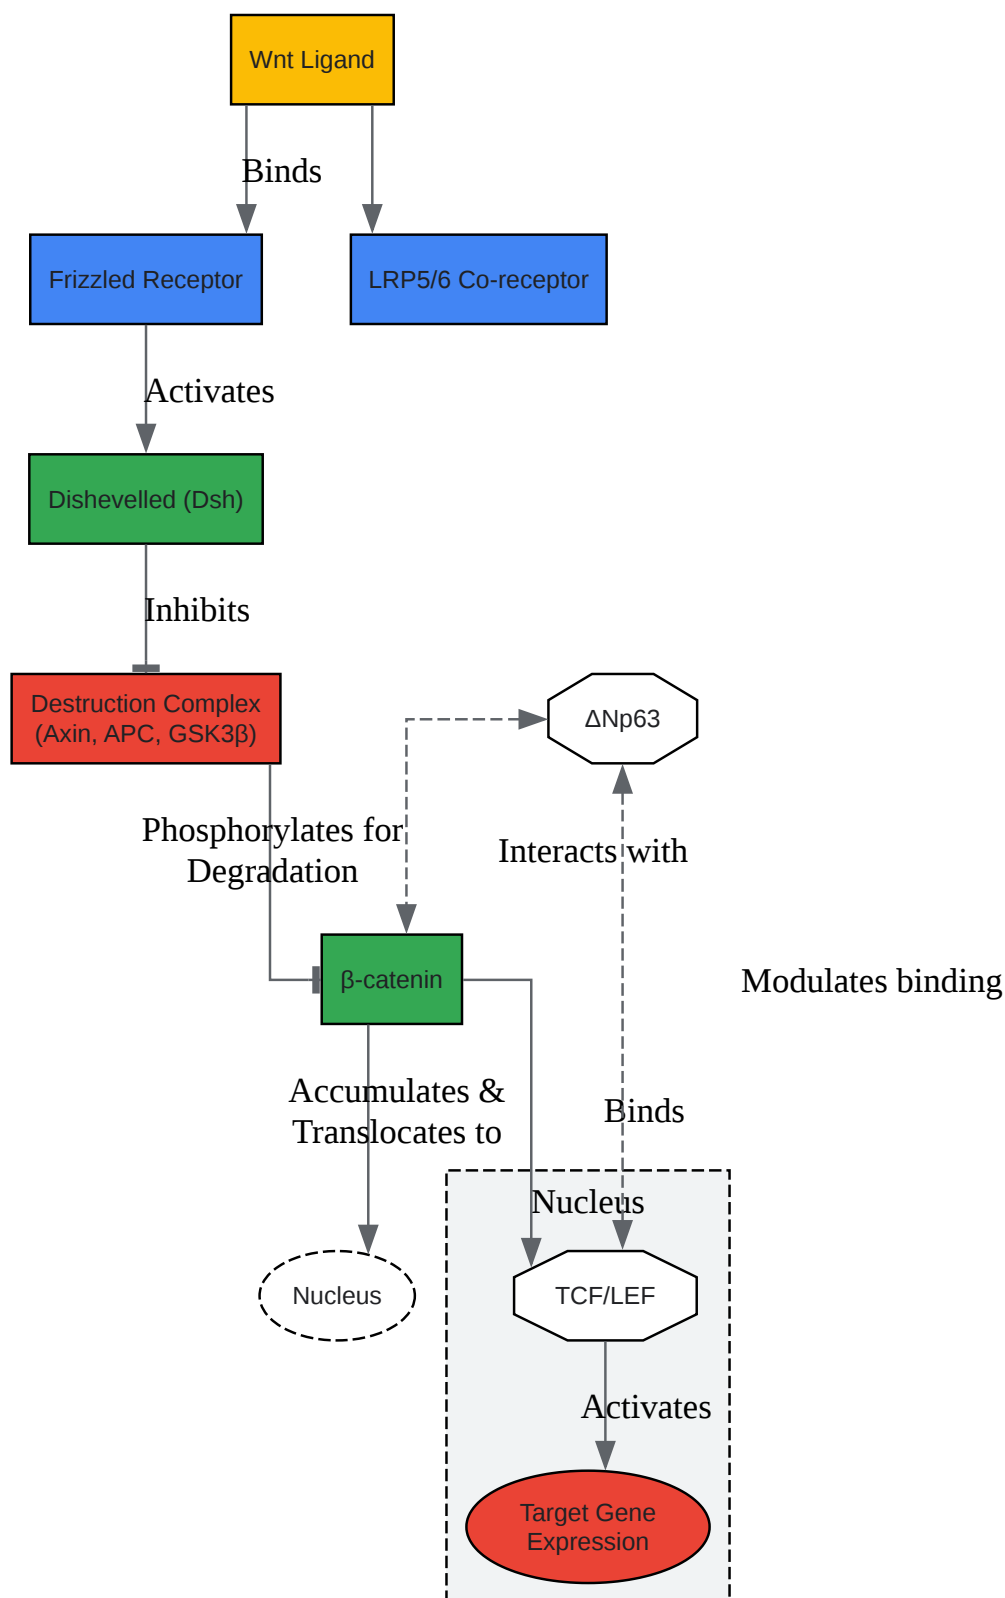 Wnt Ligand
Binds
Frizzled Receptor
LRP5/6 Co-receptor
Activates
Dishevelled (Dsh)
Inhibits
Destruction Complex
(Axin, APC, GSK3β)
ΔNp63
Phosphorylates for
Degradation
Interacts with
β-catenin
Modulates binding
Accumulates &
Translocates to
Binds
Nucleus
Nucleus
TCF/LEF
Activates
Target Gene
Expression